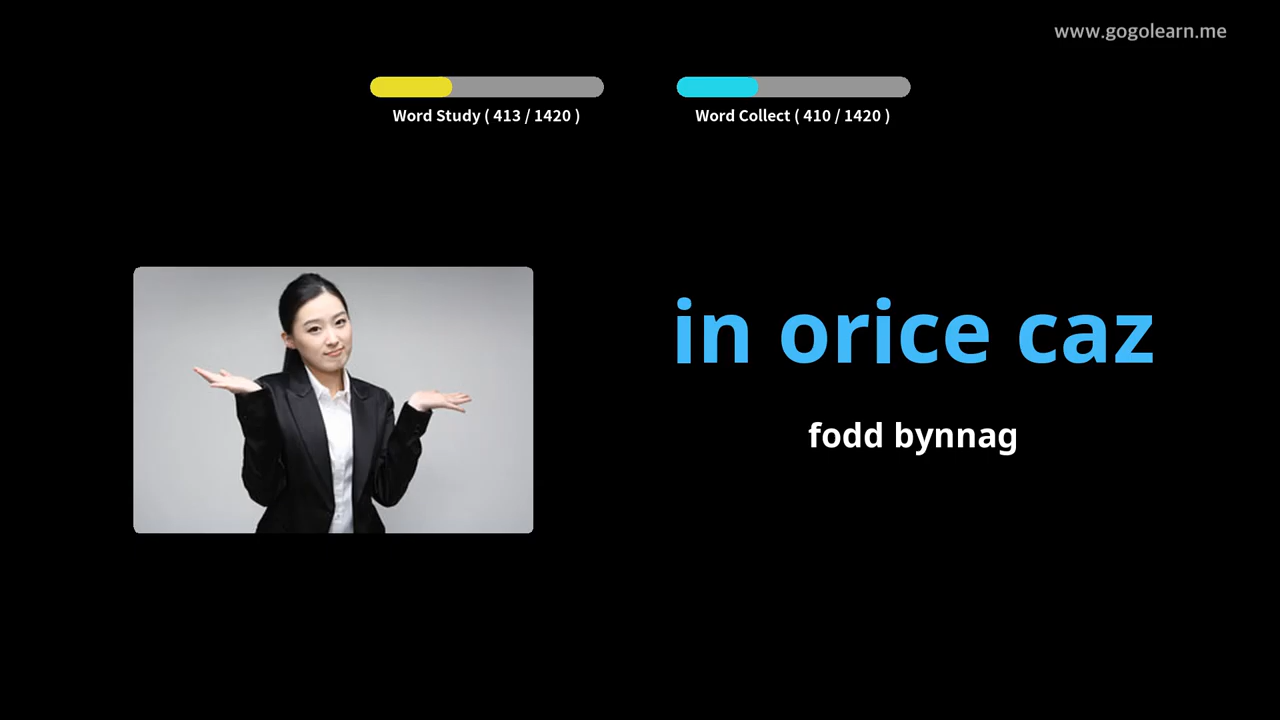 www.gogolearn.me
Word Study ( 413 / 1420 )
Word Collect ( 410 / 1420 )
in orice caz
fodd bynnag